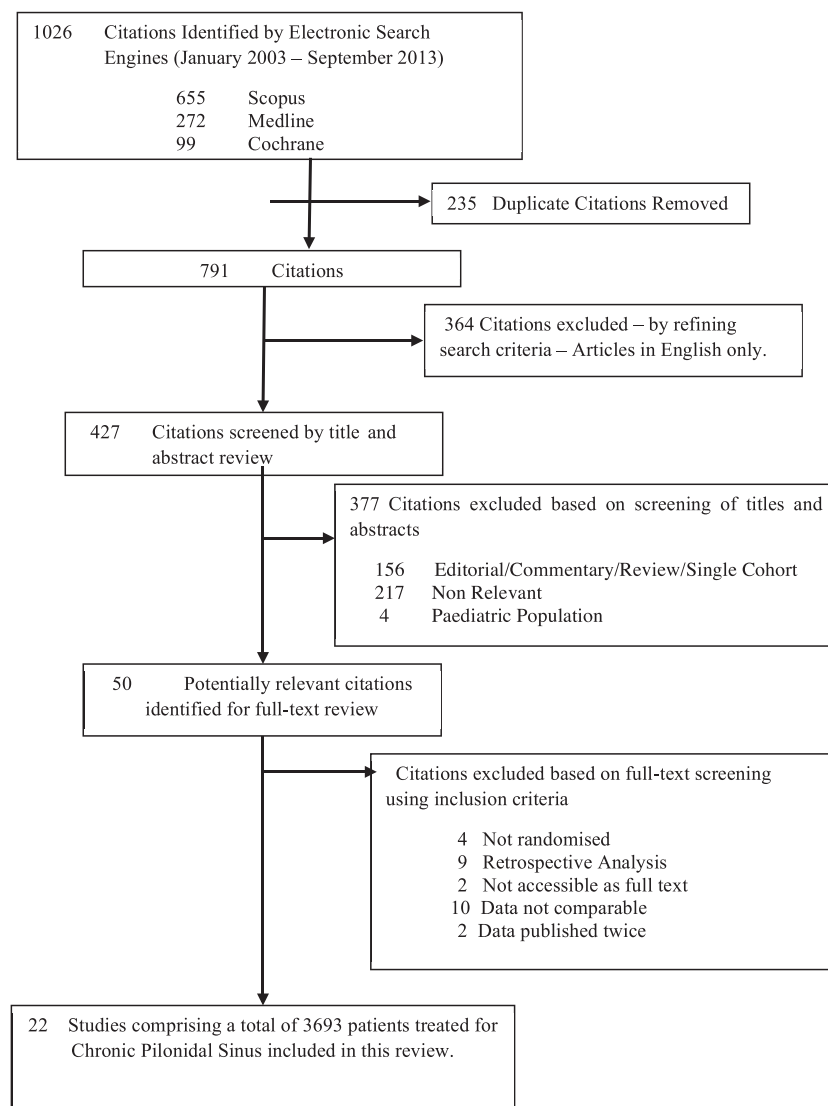 1026 Citations Identified by Electronic Search
Engines (January 2003 – September 2013)
655 Scopus
272 Medline
99 Cochrane
235 Duplicate Citations Removed
791 Citations
364 Citations excluded – by refining
search criteria – Articles in English only.
427 Citations screened by title and
abstract review
377 Citations excluded based on screening of titles and
abstracts
156 Editorial/Commentary/Review/Single Cohort
217 Non Relevant
4 Paediatric Population
50 Potentially relevant citations
identified for full-text review
Citations excluded based on full-text screening
using inclusion criteria
4 Not randomised
9 Retrospective Analysis
2 Not accessible as full text
10 Data not comparable
2 Data published twice
22 Studies comprising a total of 3693 patients treated for
Chronic Pilonidal Sinus included in this review.